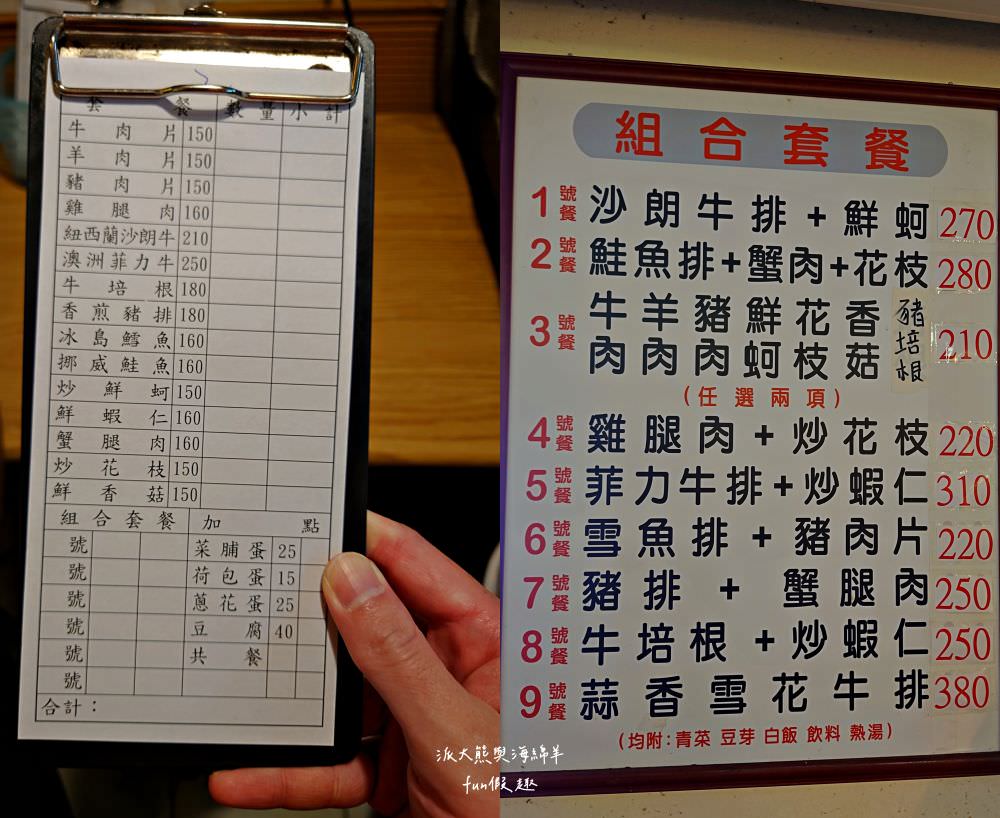 套餐 數量 小計
牛肉片 150
羊肉片 150
豬肉片 150
雞腿肉 160
紐西蘭沙朗牛 210
澳洲菲力牛 250
牛培根 180
香煎豬排 180
冰島鱈魚 160
挪威鮭魚 160
炒鮮蚵 150
鮮蝦仁 160
蟹腿肉 160
炒花枝 150
鮮香菇 150
組合套餐 加點
號 菜脯蛋 25
號 荷包蛋 15
號 蔥花蛋 25
號 豆腐 40
號 共餐
號
合計：
組合套餐
1號餐 沙朗牛排+鮮蚵 270
2號餐 鮭魚排+蟹肉+花枝 280
3號餐 牛肉 羊肉 豬肉 鮮蚵 花枝 香菇 豬培根 210
(任選兩項)
4號餐 雞腿肉+炒花枝 220
5號餐 菲力牛排+炒蝦仁 310
6號餐 雪魚排+豬肉片 220
7號餐 豬排+蟹腿肉 250
8號餐 牛培根+炒蝦仁 250
9號餐 蒜香雪花牛排 380
(均附:青菜 豆芽 白飯 飲料 熱湯)
派大熊與海綿羊
fun假趣